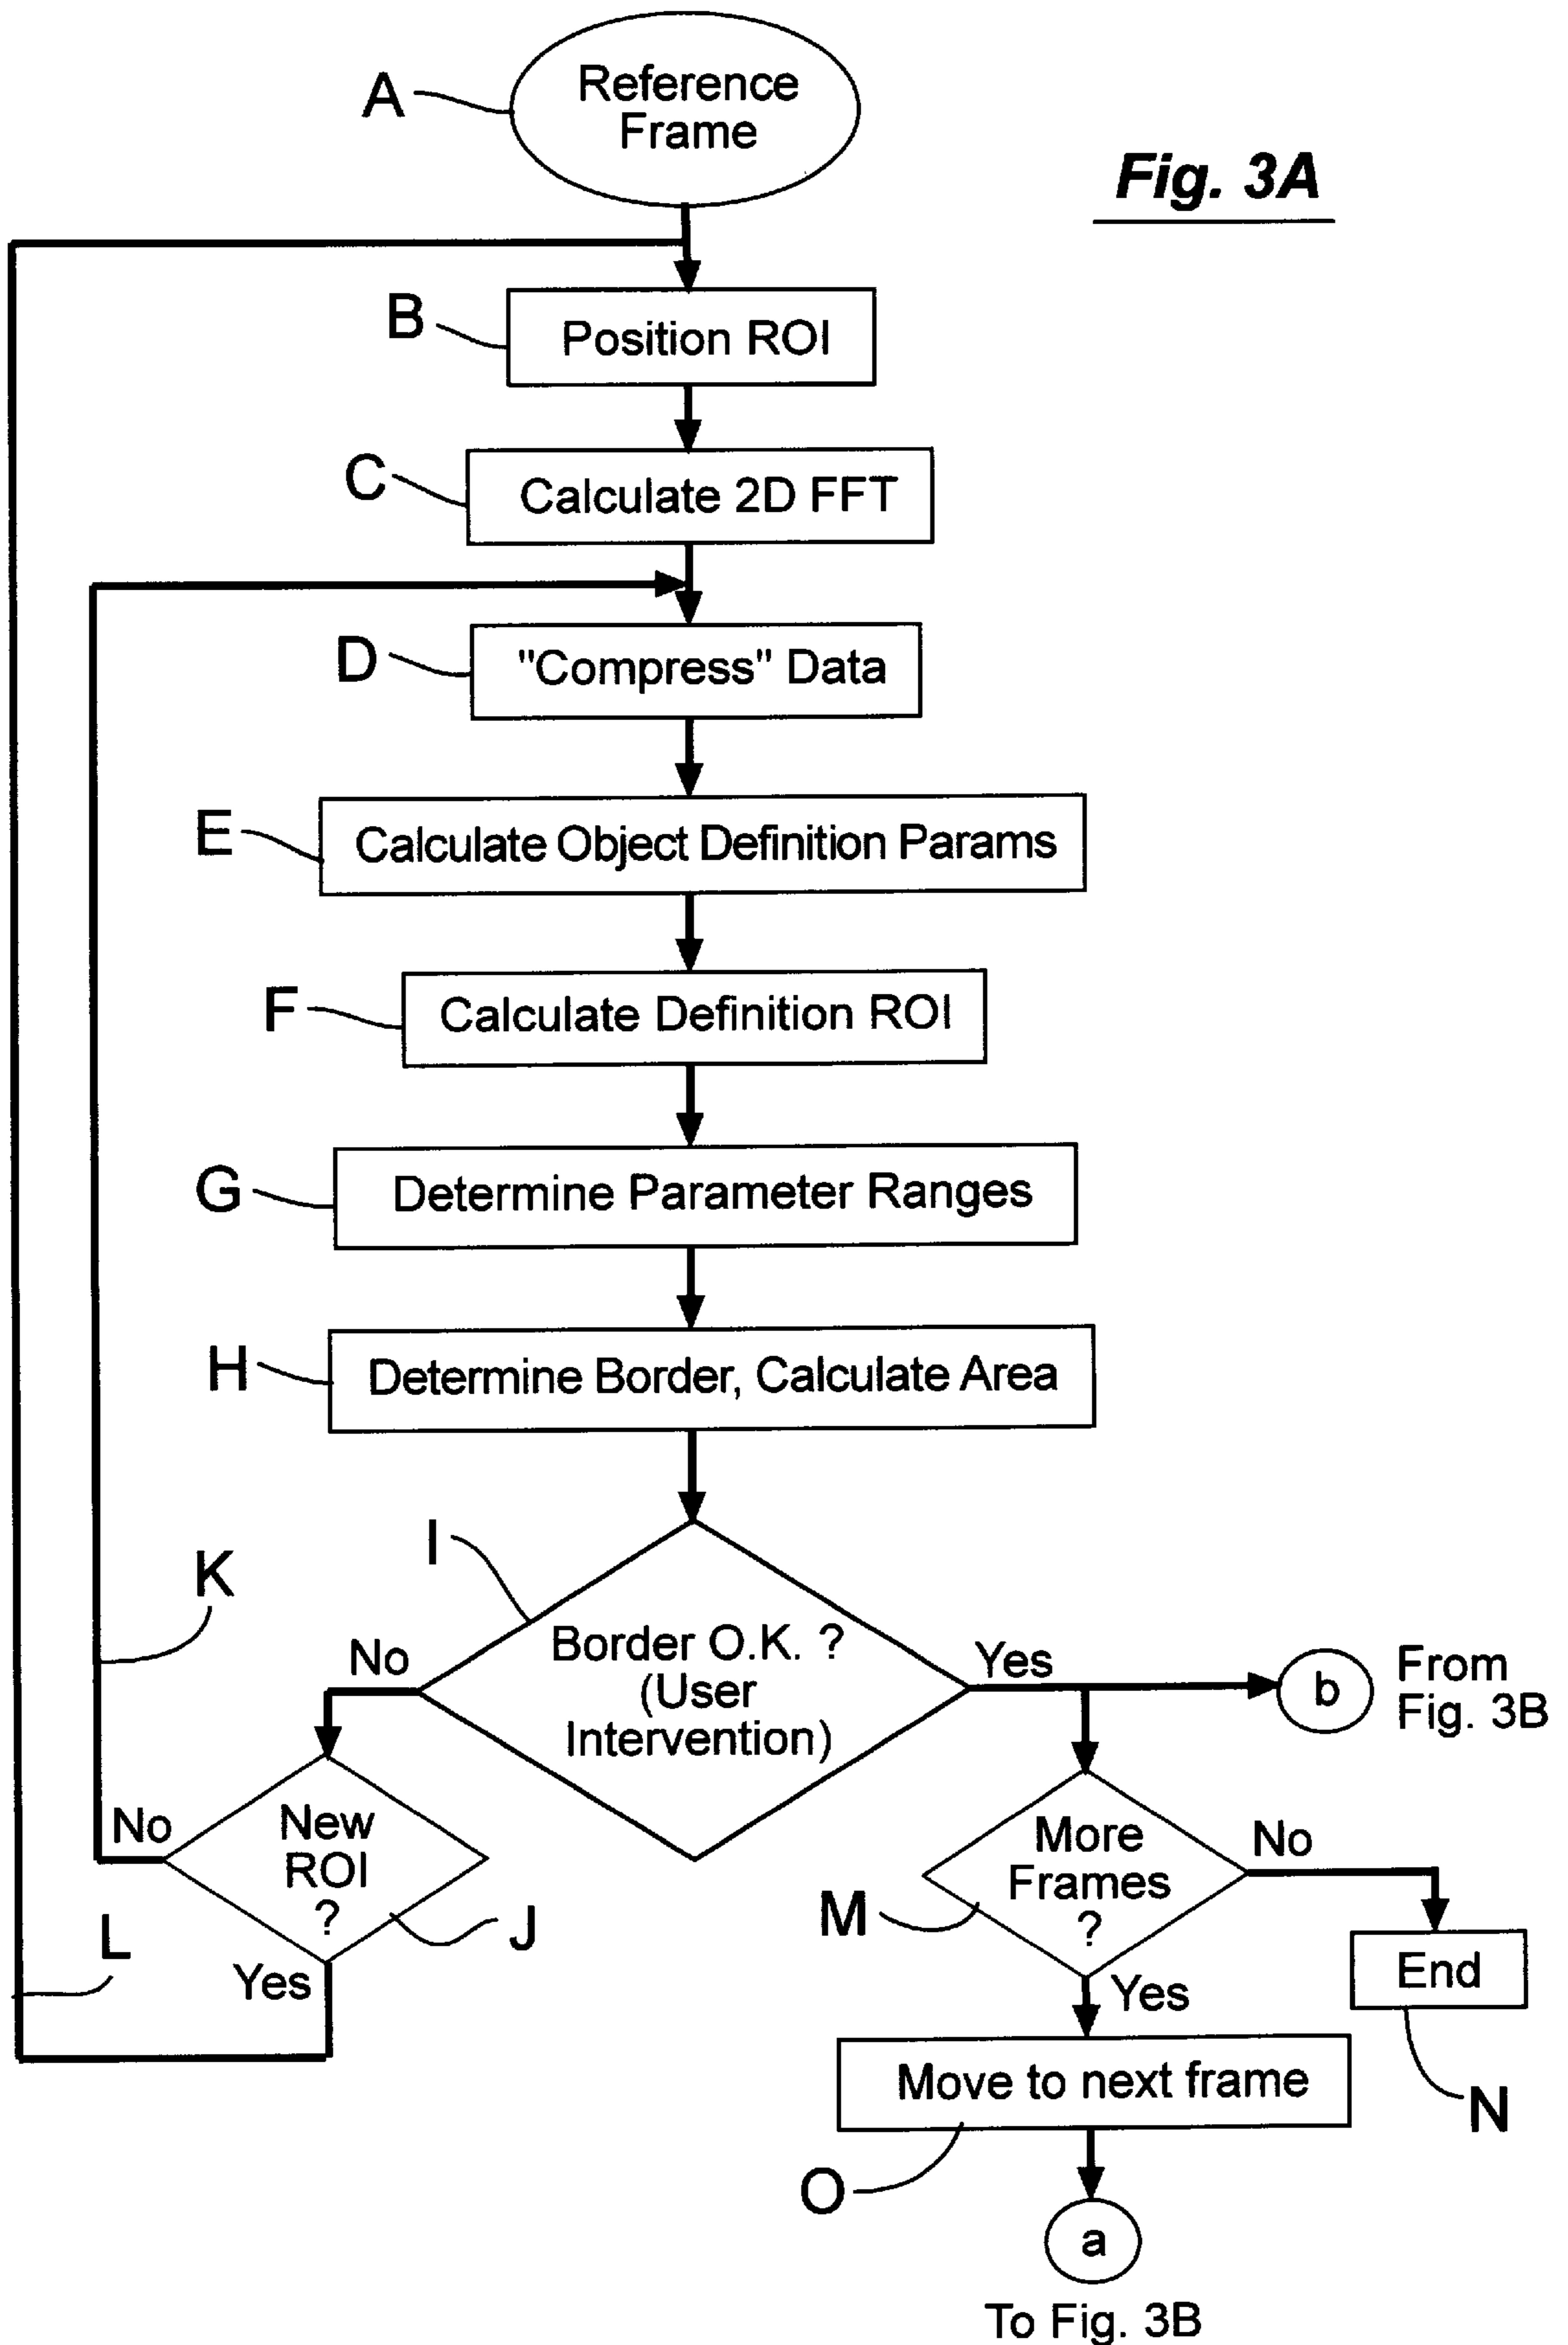 A
Reference
Frame
Fig. 3A
B
Position ROI
C
Calculate 2D FFT
D
"Compress" Data
E
Calculate Object Definition Params
F
Calculate Definition ROI
G
Determine Parameter Ranges
H
Determine Border, Calculate Area
I
K
Border O.K. ?
(User
Intervention)
No
Yes
b
From
Fig. 3B
New
ROI
?
No
J
L
Yes
More
Frames
?
No
M
End
Yes
N
Move to next frame
O
a
To Fig. 3B